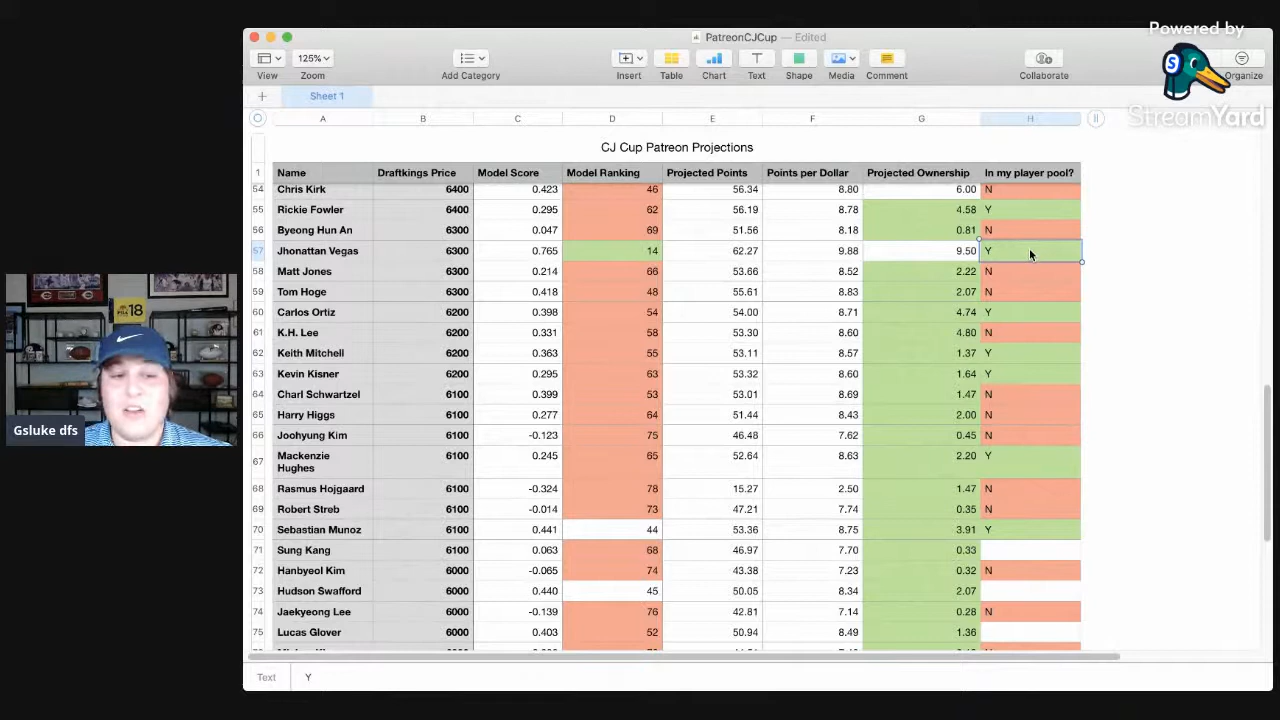 Powered by
StreamYard
PatreonCJCup — Edited
125%
View Zoom Add Category Insert Table Chart Text Shape Media Comment Collaborate Organize
Sheet 1
A B C D E F G H
CJ Cup Patreon Projections
1 Name Draftkings Price Model Score Model Ranking Projected Points Points per Dollar Projected Ownership In my player pool?
54 Chris Kirk 6400 0.423 46 56.34 8.80 6.00 N
55 Rickie Fowler 6400 0.295 62 56.19 8.78 4.58 Y
56 Byeong Hun An 6300 0.047 69 51.56 8.18 0.81 N
57 Jhonattan Vegas 6300 0.765 14 62.27 9.88 9.50 Y
58 Matt Jones 6300 0.214 66 53.66 8.52 2.22 N
59 Tom Hoge 6300 0.418 48 55.61 8.83 2.07 N
60 Carlos Ortiz 6200 0.398 54 54.00 8.71 4.74 Y
61 K.H. Lee 6200 0.331 58 53.30 8.60 4.80 N
62 Keith Mitchell 6200 0.363 55 53.11 8.57 1.37 Y
63 Kevin Kisner 6200 0.295 63 53.32 8.60 1.64 Y
64 Charl Schwartzel 6100 0.399 53 53.01 8.69 1.47 N
65 Harry Higgs 6100 0.277 64 51.44 8.43 2.00 N
66 Joohyung Kim 6100 -0.123 75 46.48 7.62 0.45 N
67 Mackenzie 6100 0.245 65 52.64 8.63 2.20 Y
Hughes
68 Rasmus Hojgaard 6100 -0.324 78 15.27 2.50 1.47 N
69 Robert Streb 6100 -0.014 73 47.21 7.74 0.35 N
70 Sebastian Munoz 6100 0.441 44 53.36 8.75 3.91 Y
71 Sung Kang 6100 0.063 68 46.97 7.70 0.33
72 Hanbyeol Kim 6000 -0.065 74 43.38 7.23 0.32 N
73 Hudson Swafford 6000 0.440 45 50.05 8.34 2.07
74 Jaekyeong Lee 6000 -0.139 76 42.81 7.14 0.28 N
75 Lucas Glover 6000 0.403 52 50.94 8.49 1.36
Text Y
18
Gsluke dfs